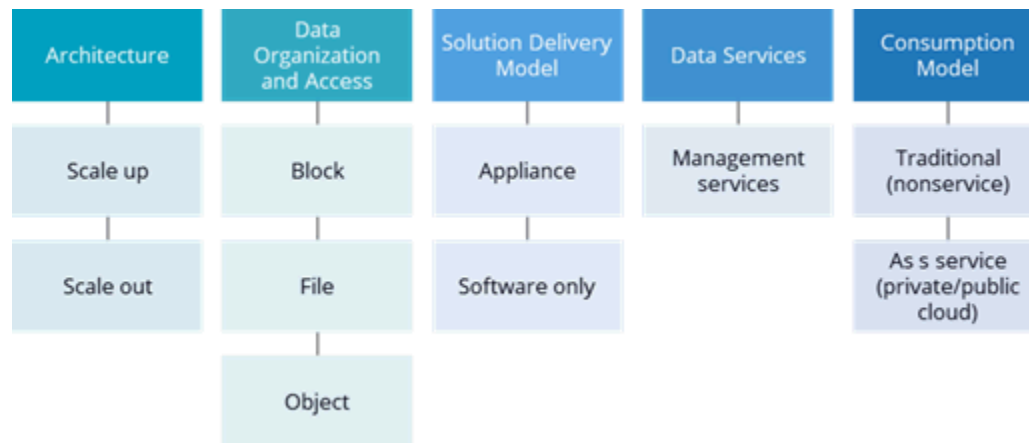 Architecture
Data
Organization
and Access
Solution Delivery
Model
Data Services
Consumption
Model
Scale up
Block
Appliance
Management
services
Traditional
(nonservice)
Scale out
File
Software only
As s service
(private/public
cloud)
Object